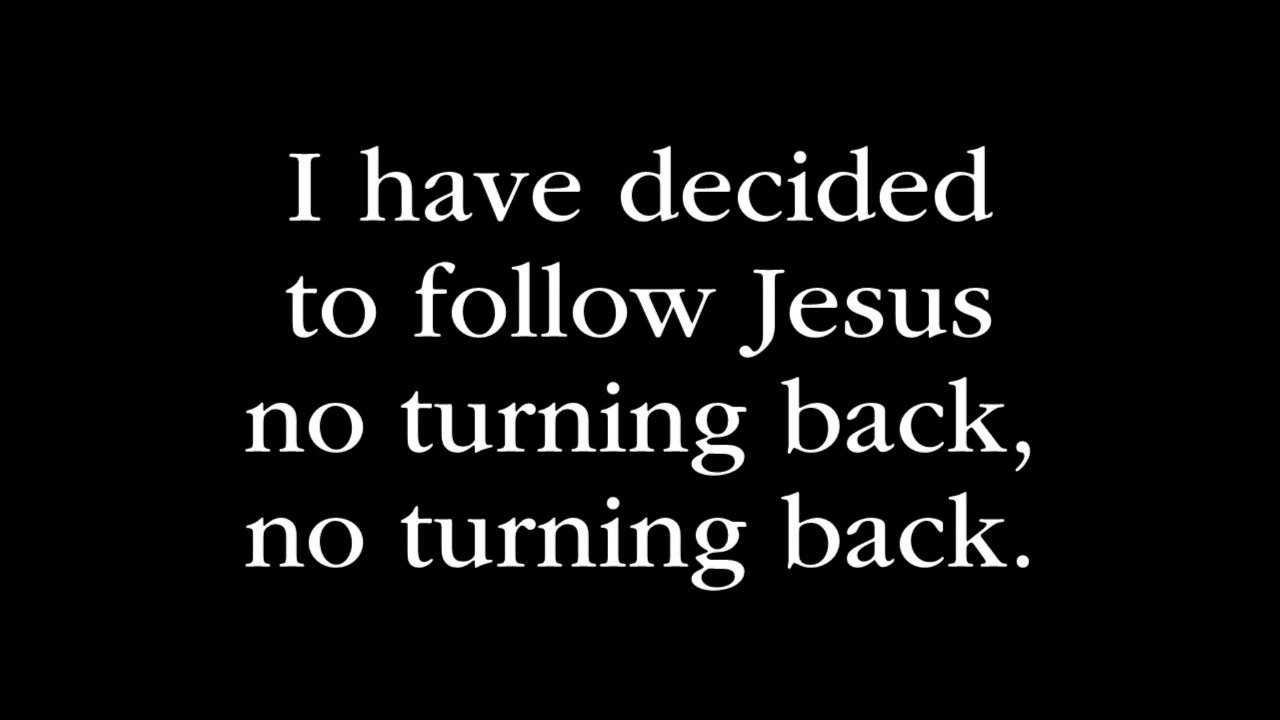 I have decided
to follow Jesus
no turning back,
no turning back.